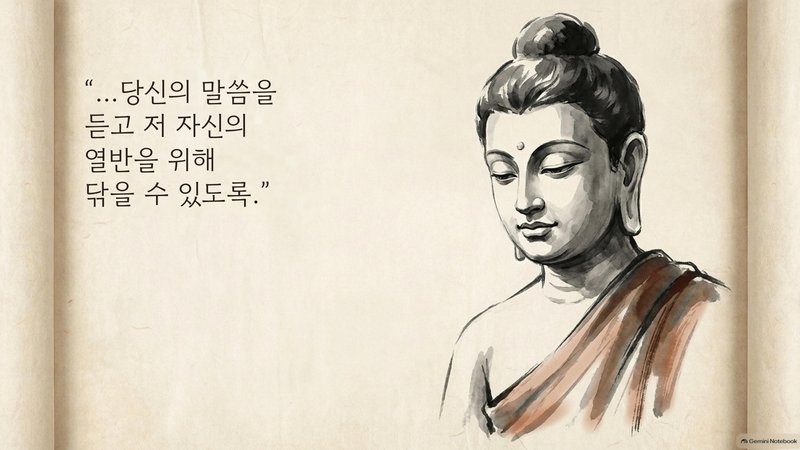 “...당신의 말씀을
듣고 저 자신의
열반을 위해
닦을 수 있도록.”
Gemini Notebook